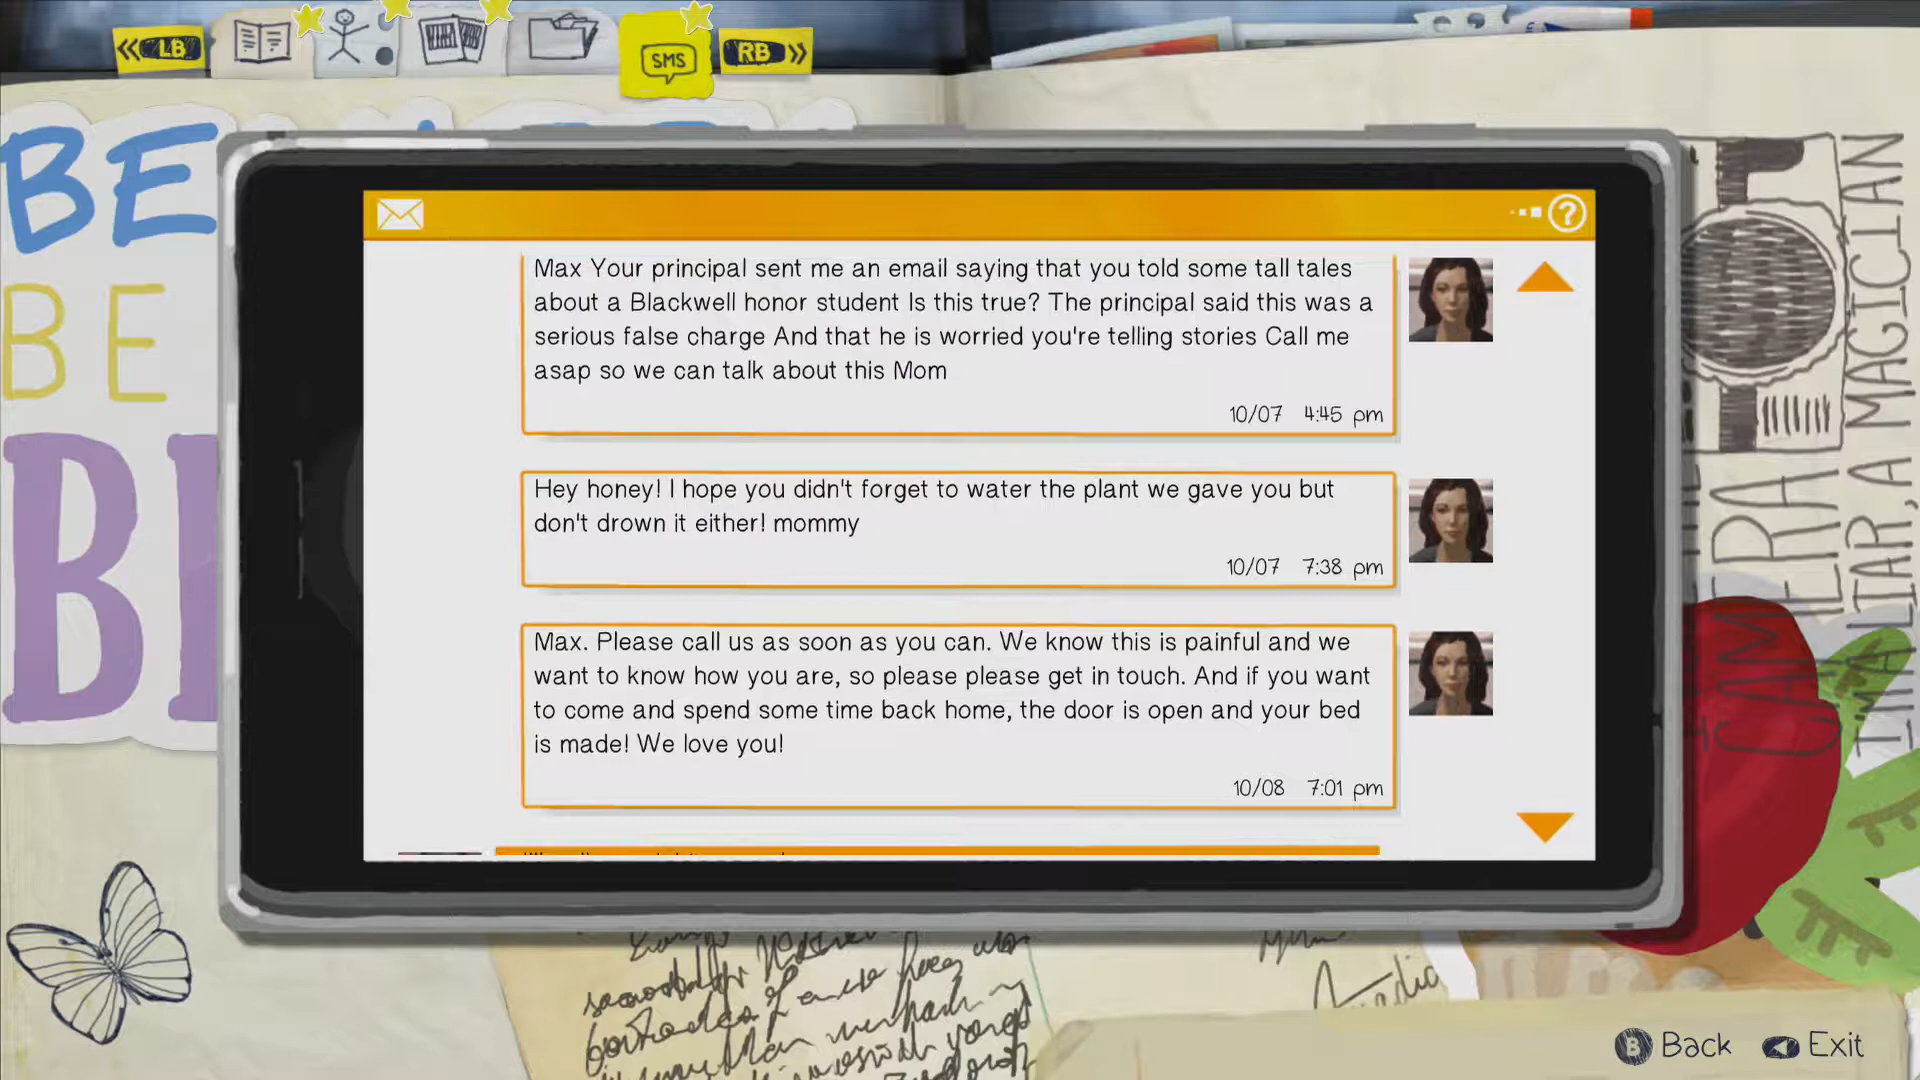 LB
SMS
RB
BE
BE
Max Your principal sent me an email saying that you told some tall tales
about a Blackwell honor student Is this true? The principal said this was a
serious false charge And that he is worried you're telling stories Call me
asap so we can talk about this Mom
10/07 4:45 pm
Hey honey! I hope you didn't forget to water the plant we gave you but
don't drown it either! mommy
10/07 7:38 pm
Max. Please call us as soon as you can. We know this is painful and we
want to know how you are, so please please get in touch. And if you want
to come and spend some time back home, the door is open and your bed
is made! We love you!
10/08 7:01 pm
CAMERA
LIAR, A MAGICIAN
B Back
Exit